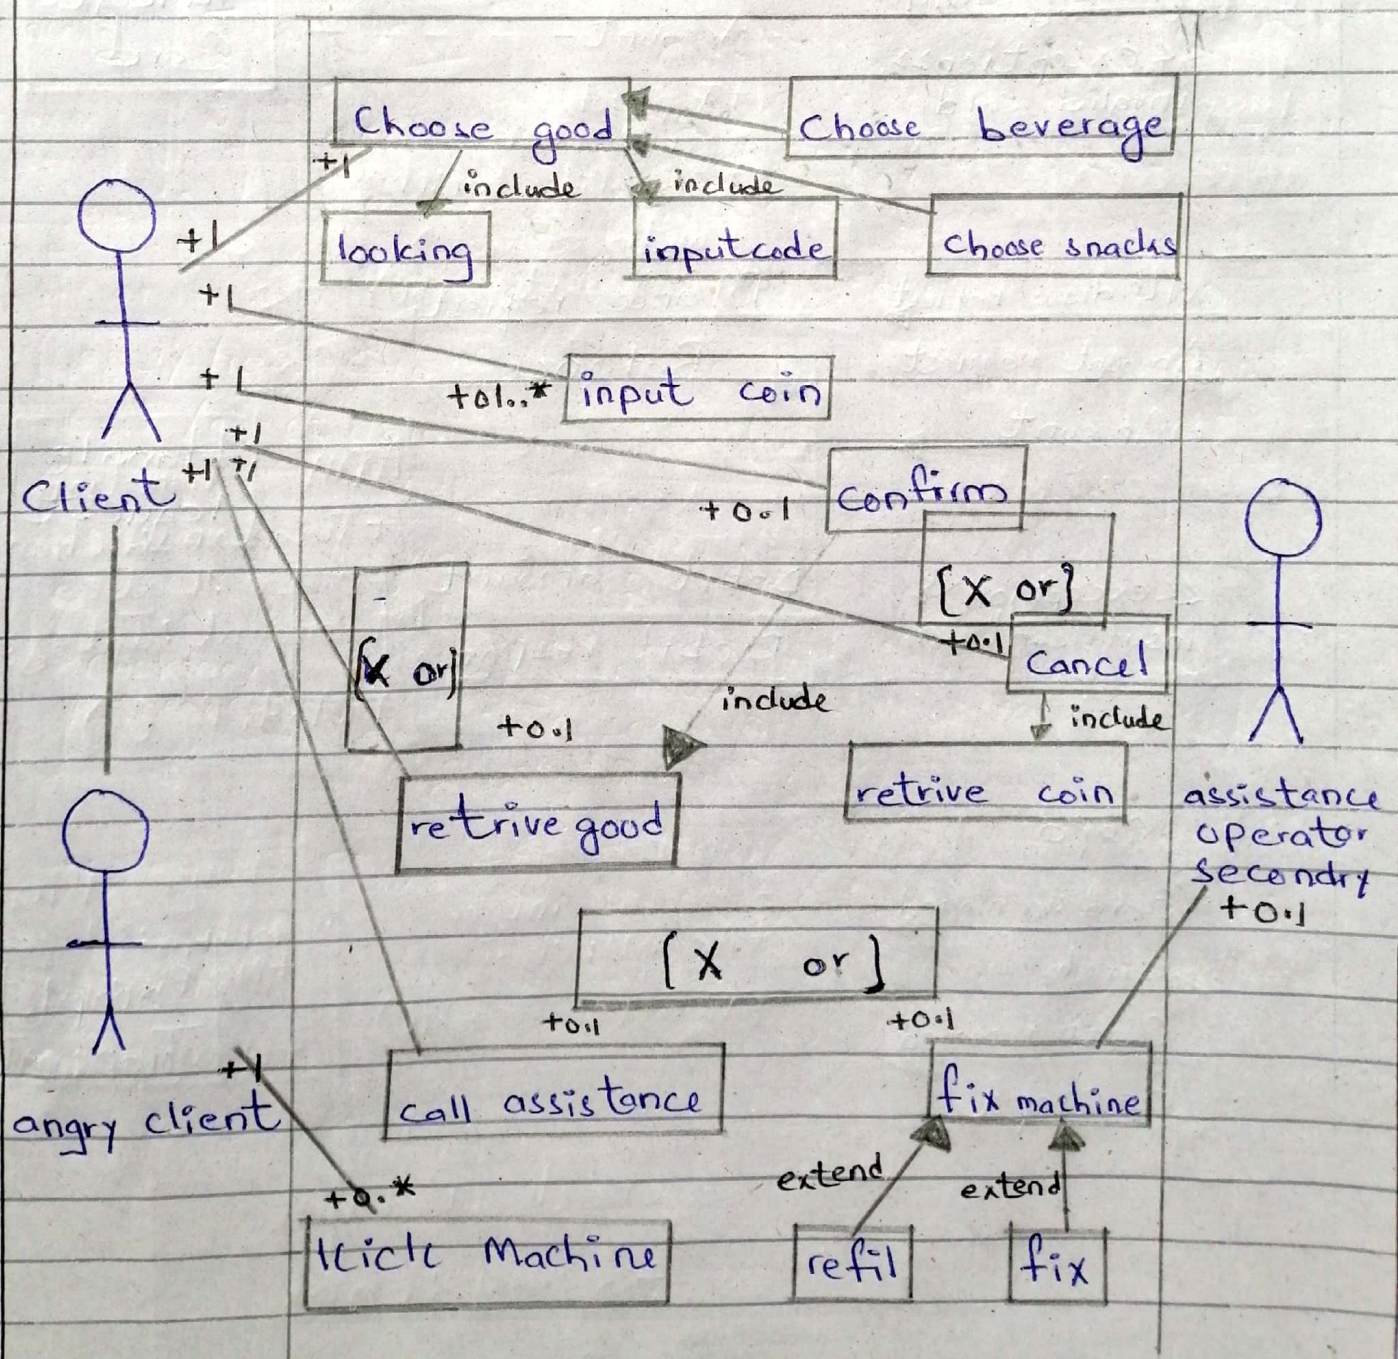 Choose good
Choose beverage
+1
include
include
+1
looking
inputcode
Choose snacks
+1
+1
+01..*
input coin
+1
Client
+1
+1
confirm
+0.1
[X or]
[X or]
+0.1
cancel
include
include
+0.1
retrive good
retrive coin
assistance
operator
secondry
+0.1
[X or]
+0.1
+0.1
+1
angry client
call assistance
fix machine
extend
extend
+0.*
Kick Machine
refil
fix